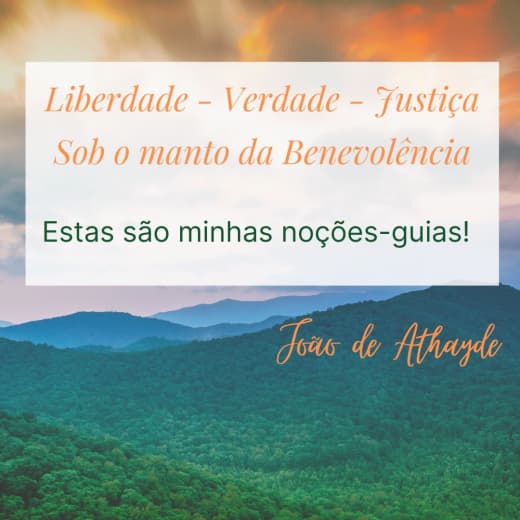 Liberdade - Verdade - Justiça
Sob o manto da Benevolência
Estas são minhas noções-guias!
João de Athayde